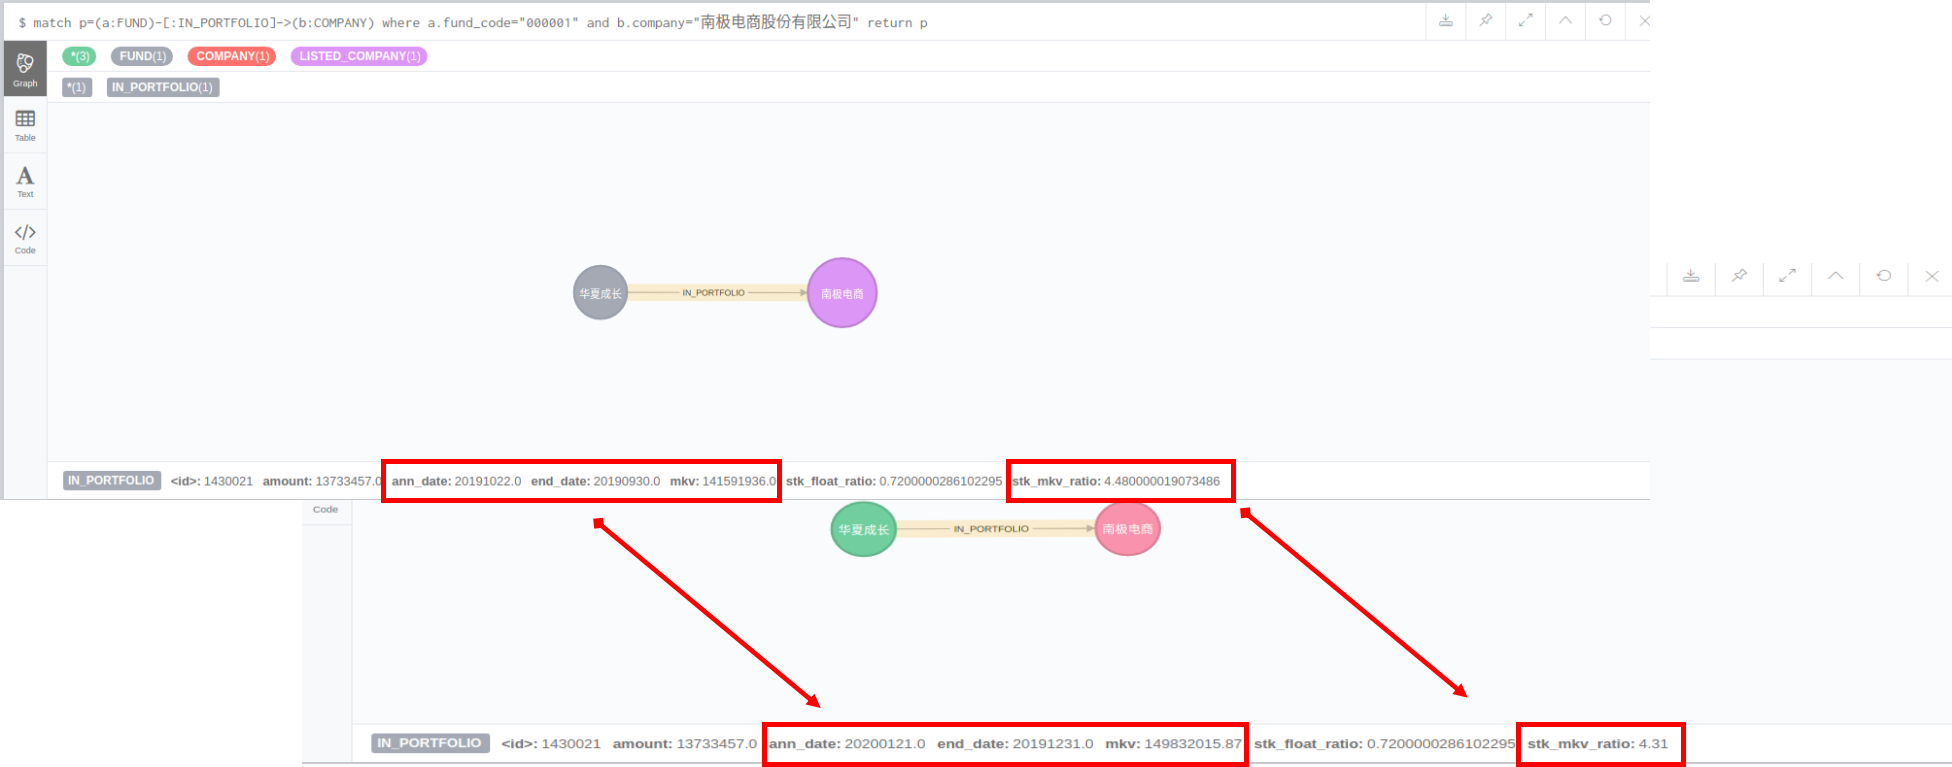 $ match p=(a:FUND)-[:IN_PORTFOLIO]->(b:COMPANY) where a.fund_code="000001" and b.company="南极电商股份有限公司" return p
*(3) FUND(1) COMPANY(1) LISTED_COMPANY(1)
*(1) IN_PORTFOLIO(1)
Graph
Table
A
Text
</>
Code
华夏成长 IN_PORTFOLIO 南极电商
IN_PORTFOLIO <id>: 1430021 amount: 13733457.0 ann_date: 20191022.0 end_date: 20190930.0 mkv: 141591936.0 stk_float_ratio: 0.7200000286102295 stk_mkv_ratio: 4.480000019073486
Code
华夏成长 IN_PORTFOLIO 南极电商
IN_PORTFOLIO <id>: 1430021 amount: 13733457.0 ann_date: 20200121.0 end_date: 20191231.0 mkv: 149832015.87 stk_float_ratio: 0.7200000286102295 stk_mkv_ratio: 4.31